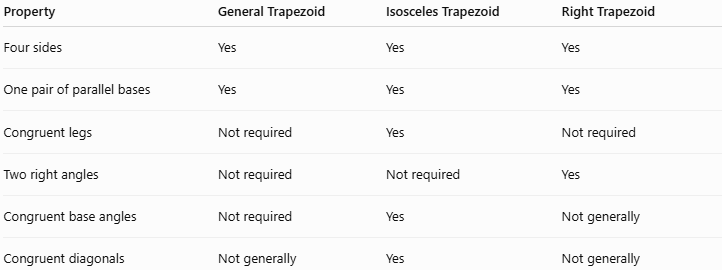 Property General Trapezoid Isosceles Trapezoid Right Trapezoid
Four sides Yes Yes Yes
One pair of parallel bases Yes Yes Yes
Congruent legs Not required Yes Not required
Two right angles Not required Not required Yes
Congruent base angles Not required Yes Not generally
Congruent diagonals Not generally Yes Not generally